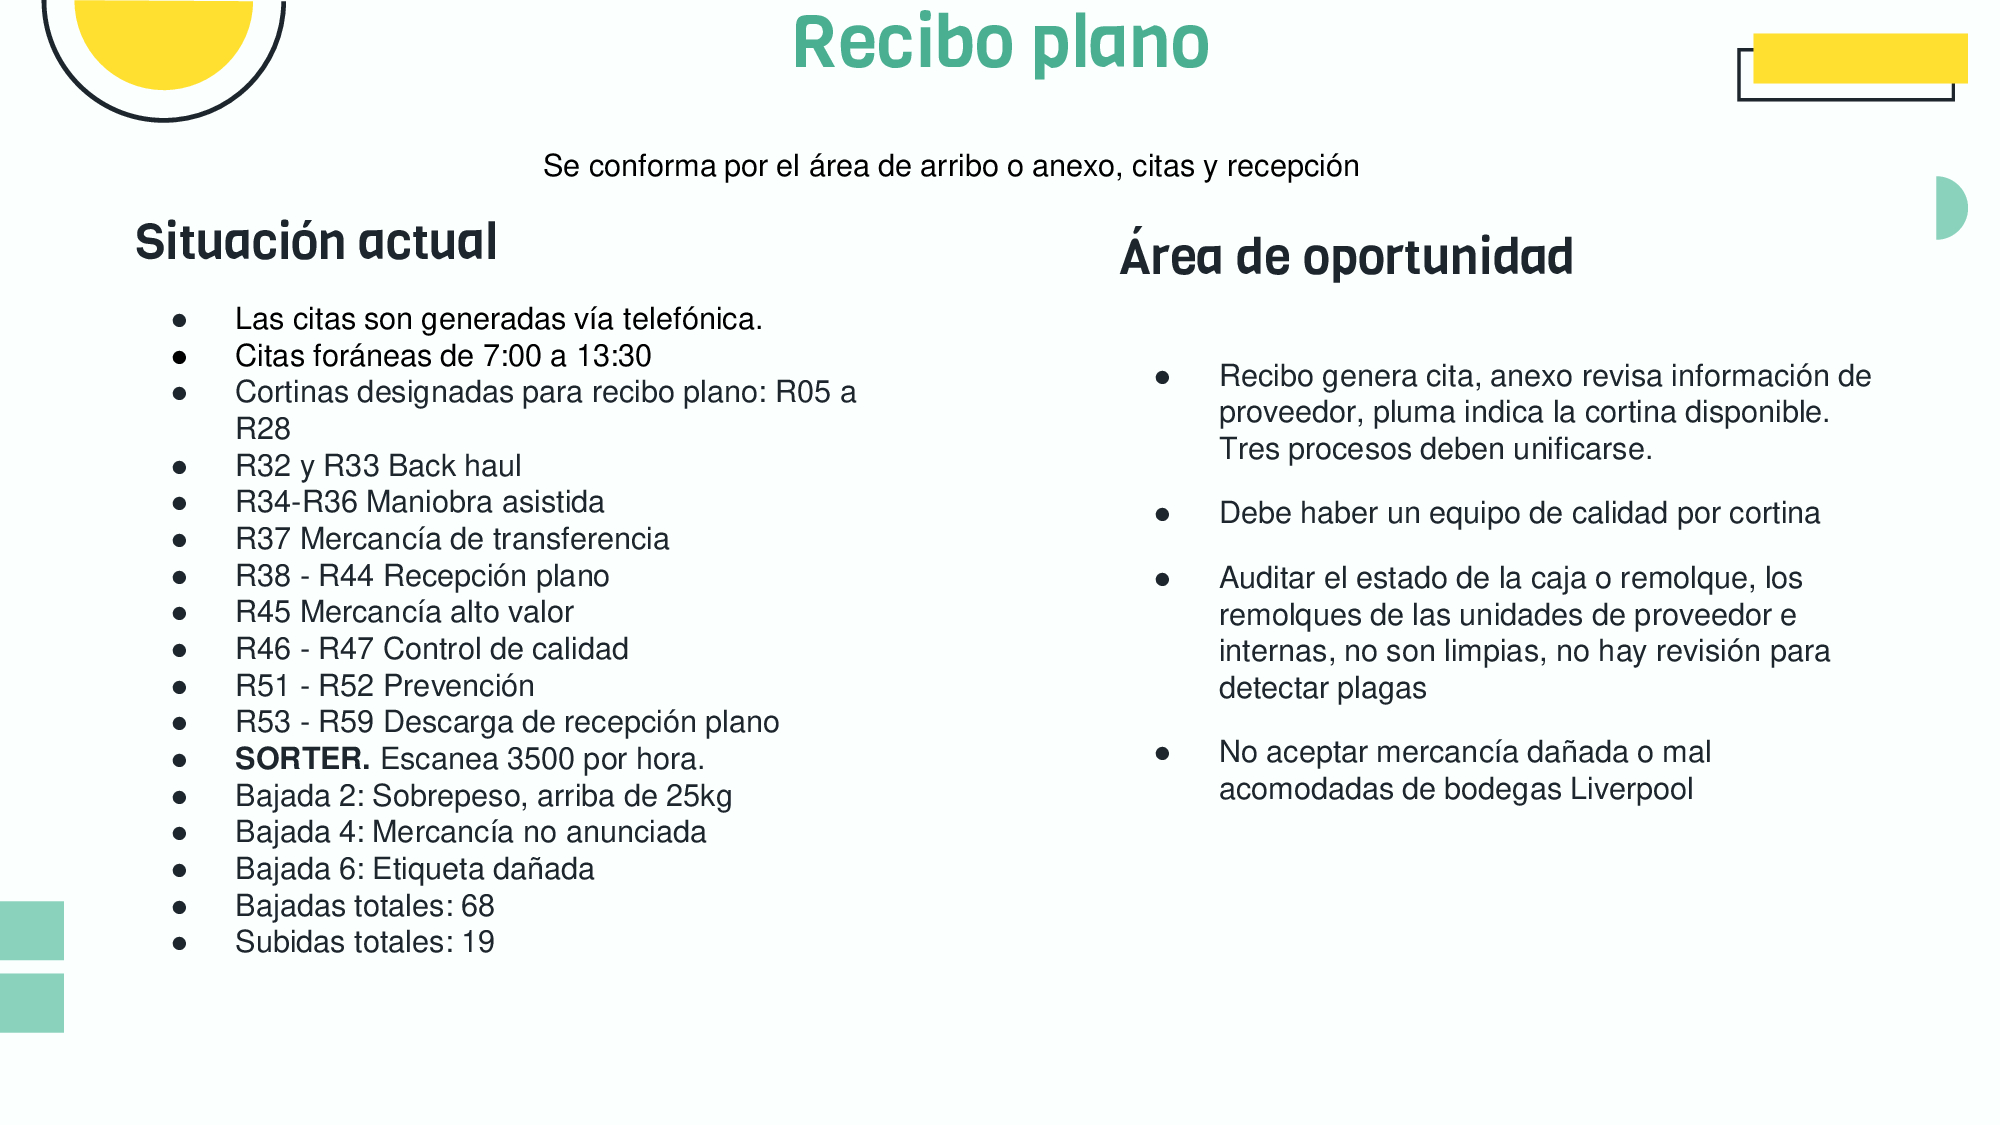 Recibo plano
Se conforma por el área de arribo o anexo, citas y recepción
Situación actual
● Las citas son generadas vía telefónica.
● Citas foráneas de 7:00 a 13:30
● Cortinas designadas para recibo plano: R05 a
R28
● R32 y R33 Back haul
● R34-R36 Maniobra asistida
● R37 Mercancía de transferencia
● R38 - R44 Recepción plano
● R45 Mercancía alto valor
● R46 - R47 Control de calidad
● R51 - R52 Prevención
● R53 - R59 Descarga de recepción plano
● SORTER. Escanea 3500 por hora.
● Bajada 2: Sobrepeso, arriba de 25kg
● Bajada 4: Mercancía no anunciada
● Bajada 6: Etiqueta dañada
● Bajadas totales: 68
● Subidas totales: 19
Área de oportunidad
● Recibo genera cita, anexo revisa información de
proveedor, pluma indica la cortina disponible.
Tres procesos deben unificarse.
● Debe haber un equipo de calidad por cortina
● Auditar el estado de la caja o remolque, los
remolques de las unidades de proveedor e
internas, no son limpias, no hay revisión para
detectar plagas
● No aceptar mercancía dañada o mal
acomodadas de bodegas Liverpool